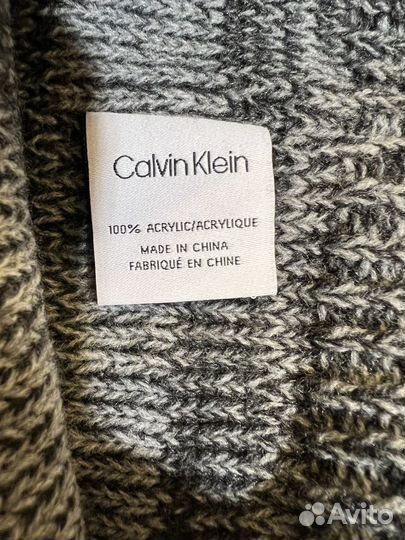 Calvin Klein
100% ACRYLIC/ACRYLIQUE
MADE IN CHINA
FABRIQUÉ EN CHINE
Avito